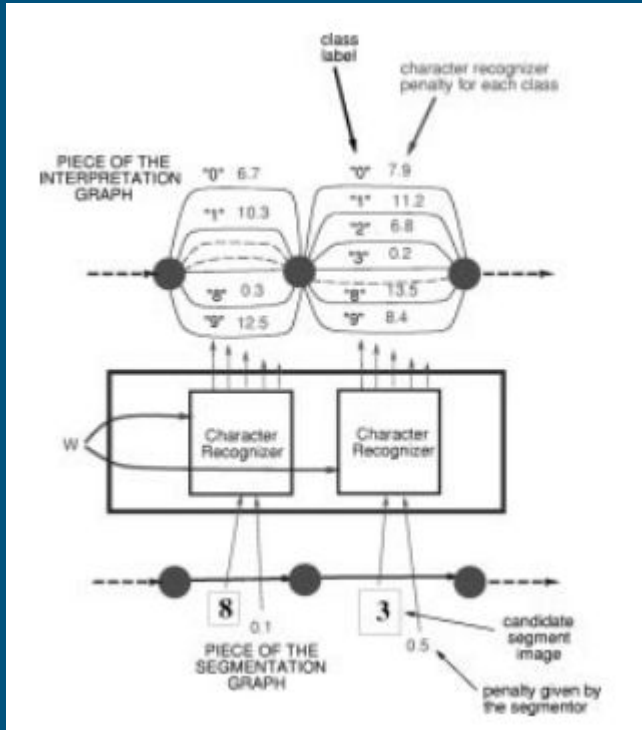 class
label
character recognizer
penalty for each class
PIECE OF THE
INTERPRETATION
GRAPH
"0" 6.7
"0" 7.9
"1" 10.3
"1" 11.2
"2" 6.8
"3" 0.2
"8" 0.3
"8" 13.5
"9" 12.5
"9" 8.4
W
Character
Recognizer
Character
Recognizer
8
3
0.1
0.5
candidate
segment
image
PIECE OF THE
SEGMENTATION
GRAPH
penalty given by
the segmentor